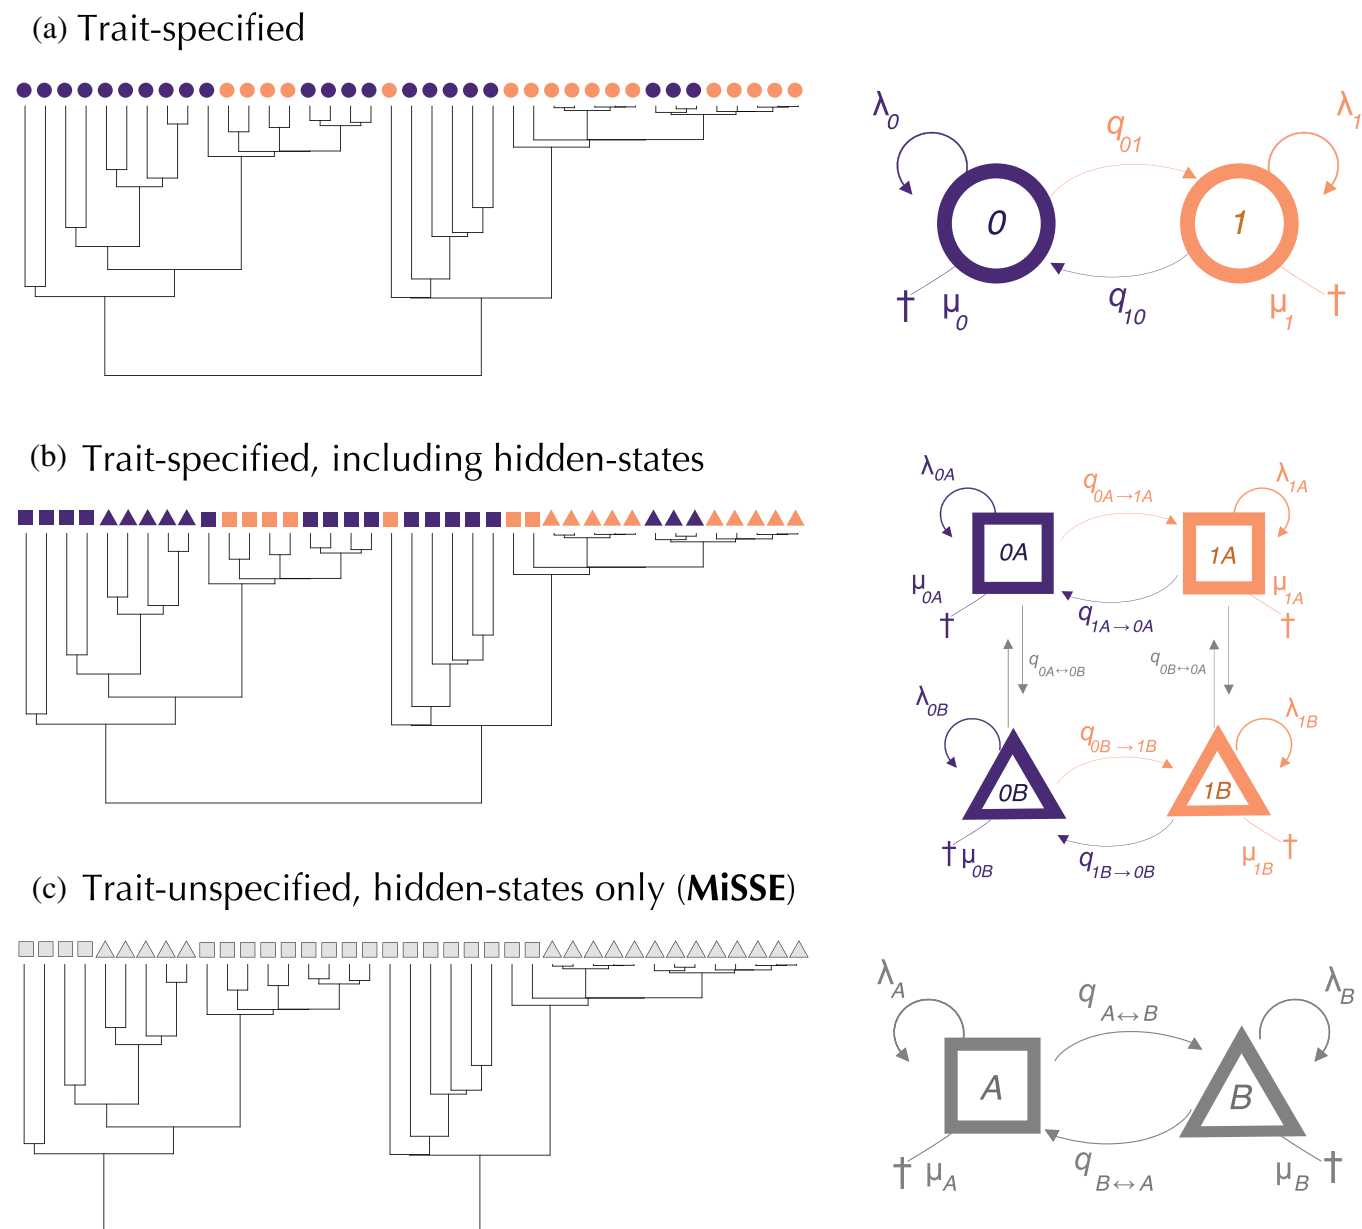 (a) Trait-specified
λ0
q01
λ1
0
1
† μ0
q10
μ1 †
(b) Trait-specified, including hidden-states
λ0A
q0A→1A
λ1A
0A
1A
μ0A
†
q1A→0A
μ1A
†
q0A↔0B
q0B↔0A
λ0B
q0B→1B
λ1B
0B
1B
† μ0B
q1B→0B
μ1B †
(c) Trait-unspecified, hidden-states only (MiSSE)
λA
qA↔B
λB
A
B
† μA
qB↔A
μB †